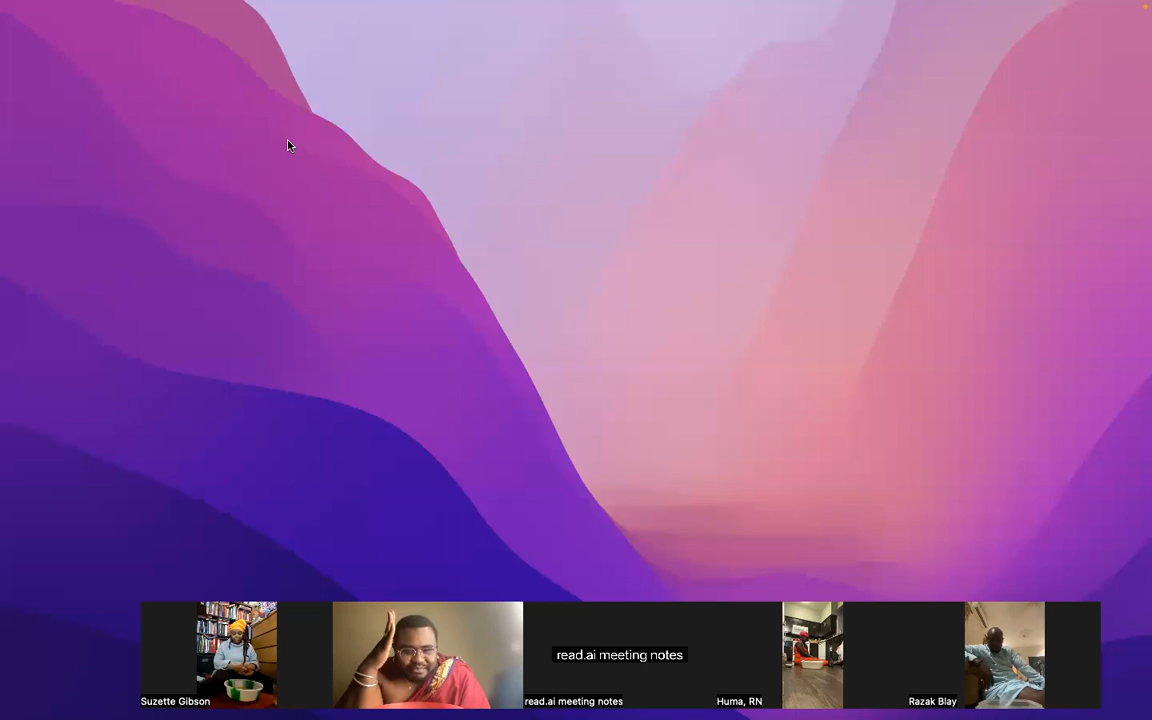 read.ai meeting notes
Suzette Gibson
read.ai meeting notes
Huma, RN
Razak Blay